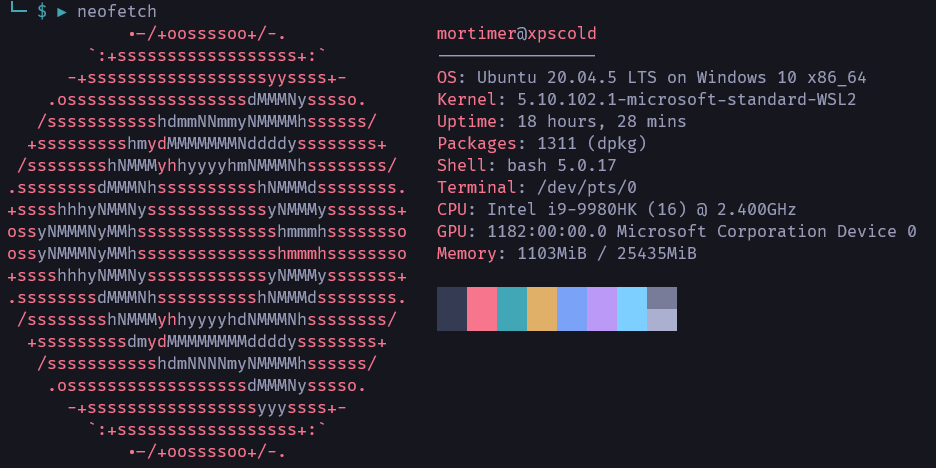 └─ $ ▶ neofetch
            .-/+oossssoo+/-.               mortimer@xpscold
        `:+ssssssssssssssssss+:`           ----------------
      -+ssssssssssssssssssyyssss+-         OS: Ubuntu 20.04.5 LTS on Windows 10 x86_64
    .ossssssssssssssssssdMMMNysssso.       Kernel: 5.10.102.1-microsoft-standard-WSL2
   /ssssssssssshdmmNNmmyNMMMMhssssss/      Uptime: 18 hours, 28 mins
  +ssssssssshmydMMMMMMMNddddyssssssss+     Packages: 1311 (dpkg)
 /sssssssshNMMMyhhyyyyhmNMMMNhssssssss/    Shell: bash 5.0.17
.ssssssssdMMMNhsssssssssshNMMMdssssssss.   Terminal: /dev/pts/0
+sssshhhyNMMNyssssssssssssyNMMMysssssss+   CPU: Intel i9-9980HK (16) @ 2.400GHz
ossyNMMMNyMMhsssssssssssssshmmmhssssssso   GPU: 1182:00:00.0 Microsoft Corporation Device 0
ossyNMMMNyMMhsssssssssssssshmmmhssssssso   Memory: 1103MiB / 25435MiB
+sssshhhyNMMNyssssssssssssyNMMMysssssss+
.ssssssssdMMMNhsssssssssshNMMMdssssssss.
 /sssssssshNMMMyhhyyyyhdNMMMNhssssssss/
  +sssssssssdmydMMMMMMMMddddyssssssss+
   /ssssssssssshdmNNNNmyNMMMMhssssss/
    .ossssssssssssssssssdMMMNysssso.
      -+sssssssssssssssssyyyssss+-
        `:+ssssssssssssssssss+:`
            .-/+oossssoo+/-.